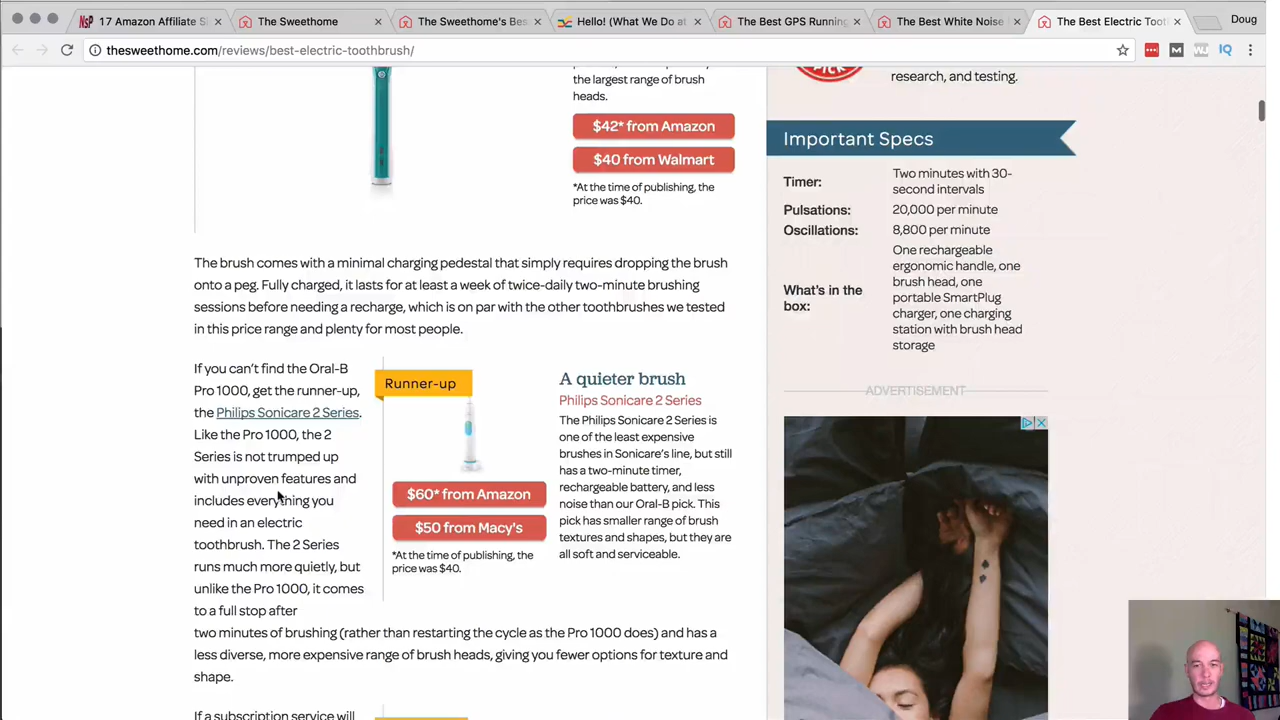 17 Amazon Affiliate Si
The Sweethome
The Sweethome's Bes
Hello! (What We Do at
The Best GPS Running
The Best White Noise
The Best Electric Toot
Doug
thesweethome.com/reviews/best-electric-toothbrush/
the largest range of brush
heads.
$42* from Amazon
$40 from Walmart
*At the time of publishing, the
price was $40.
PICK
research, and testing.
Important Specs
Timer:
Two minutes with 30-
second intervals
Pulsations:
20,000 per minute
Oscillations:
8,800 per minute
What's in the
box:
One rechargeable
ergonomic handle, one
brush head, one
portable SmartPlug
charger, one charging
station with brush head
storage
The brush comes with a minimal charging pedestal that simply requires dropping the brush
onto a peg. Fully charged, it lasts for at least a week of twice-daily two-minute brushing
sessions before needing a recharge, which is on par with the other toothbrushes we tested
in this price range and plenty for most people.
If you can't find the Oral-B
Pro 1000, get the runner-up,
the Philips Sonicare 2 Series.
Like the Pro 1000, the 2
Series is not trumped up
with unproven features and
includes everything you
need in an electric
toothbrush. The 2 Series
runs much more quietly, but
unlike the Pro 1000, it comes
to a full stop after
two minutes of brushing (rather than restarting the cycle as the Pro 1000 does) and has a
less diverse, more expensive range of brush heads, giving you fewer options for texture and
shape.
Runner-up
$60* from Amazon
$50 from Macy's
*At the time of publishing, the
price was $40.
A quieter brush
Philips Sonicare 2 Series
The Philips Sonicare 2 Series is
one of the least expensive
brushes in Sonicare's line, but still
has a two-minute timer,
rechargeable battery, and less
noise than our Oral-B pick. This
pick has smaller range of brush
textures and shapes, but they are
all soft and serviceable.
ADVERTISEMENT
If a subscription service will